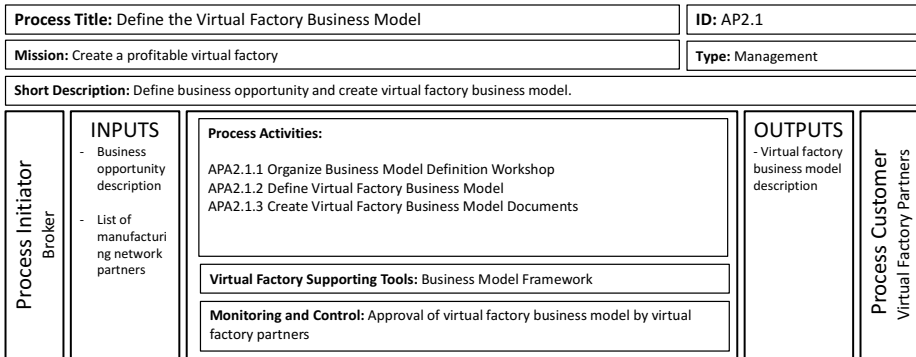 Process Title: Define the Virtual Factory Business Model
ID: AP2.1
Mission: Create a profitable virtual factory
Type: Management
Short Description: Define business opportunity and create virtual factory business model.
Process Initiator
Broker
INPUTS
- Business
opportunity
description
- List of
manufacturi
ng network
partners
Process Activities:
APA2.1.1 Organize Business Model Definition Workshop
APA2.1.2 Define Virtual Factory Business Model
APA2.1.3 Create Virtual Factory Business Model Documents
Virtual Factory Supporting Tools: Business Model Framework
Monitoring and Control: Approval of virtual factory business model by virtual
factory partners
OUTPUTS
- Virtual factory
business model
description
Process Customer
Virtual Factory Partners